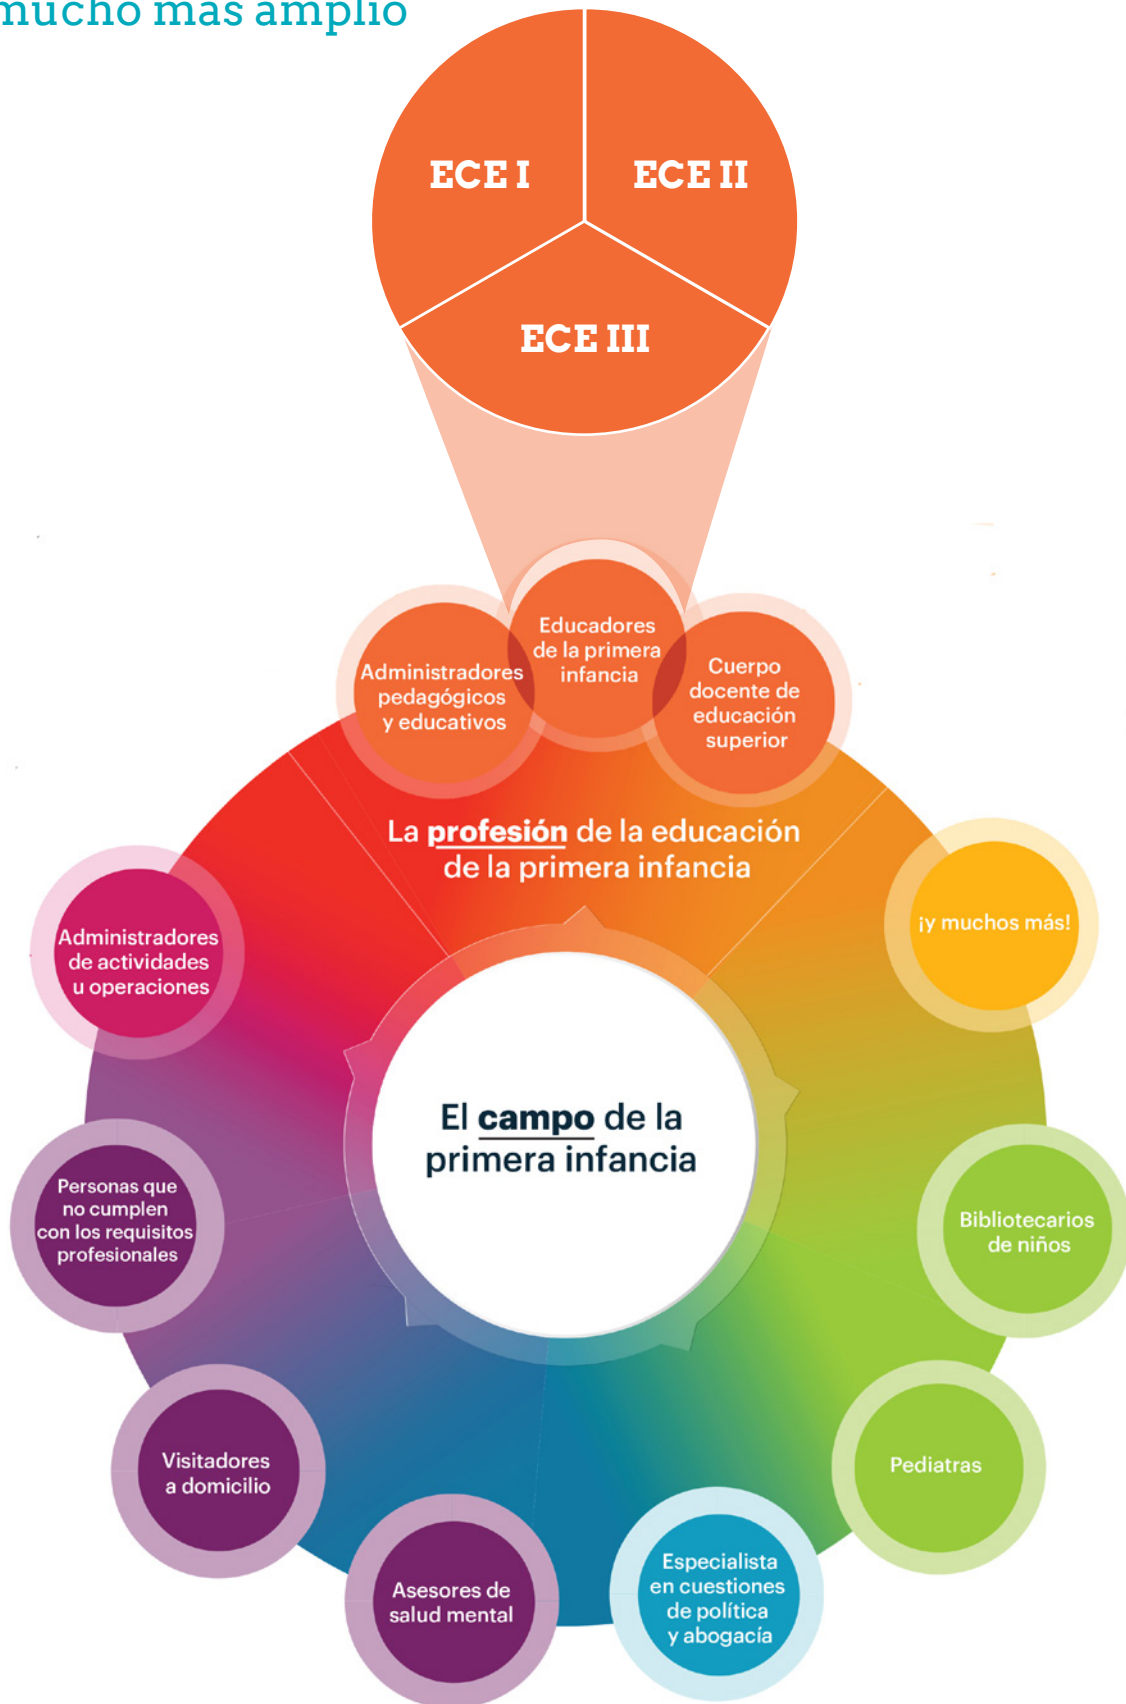 mucho más amplio
ECE I
ECE II
ECE III
Educadores
de la primera
infancia
Administradores
pedagógicos
y educativos
Cuerpo
docente de
educación
superior
La profesión de la educación
de la primera infancia
¡y muchos más!
Administradores
de actividades
u operaciones
El campo de la
primera infancia
Personas que
no cumplen
con los requisitos
profesionales
Bibliotecarios
de niños
Visitadores
a domicilio
Pediatras
Asesores de
salud mental
Especialista
en cuestiones
de política
y abogacía